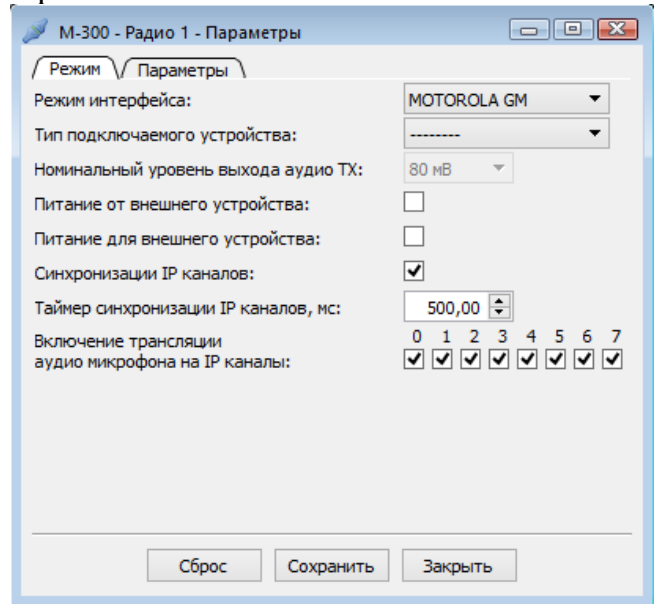 М-300 - Радио 1 - Параметры
Режим Параметры
Режим интерфейса: MOTOROLA GM
Тип подключаемого устройства: --------
Номинальный уровень выхода аудио TX: 80 мВ
Питание от внешнего устройства:
Питание для внешнего устройства:
Синхронизации IP каналов:
Таймер синхронизации IP каналов, мс: 500,00
0 1 2 3 4 5 6 7
Включение трансляции
аудио микрофона на IP каналы:
Сброс Сохранить Закрыть